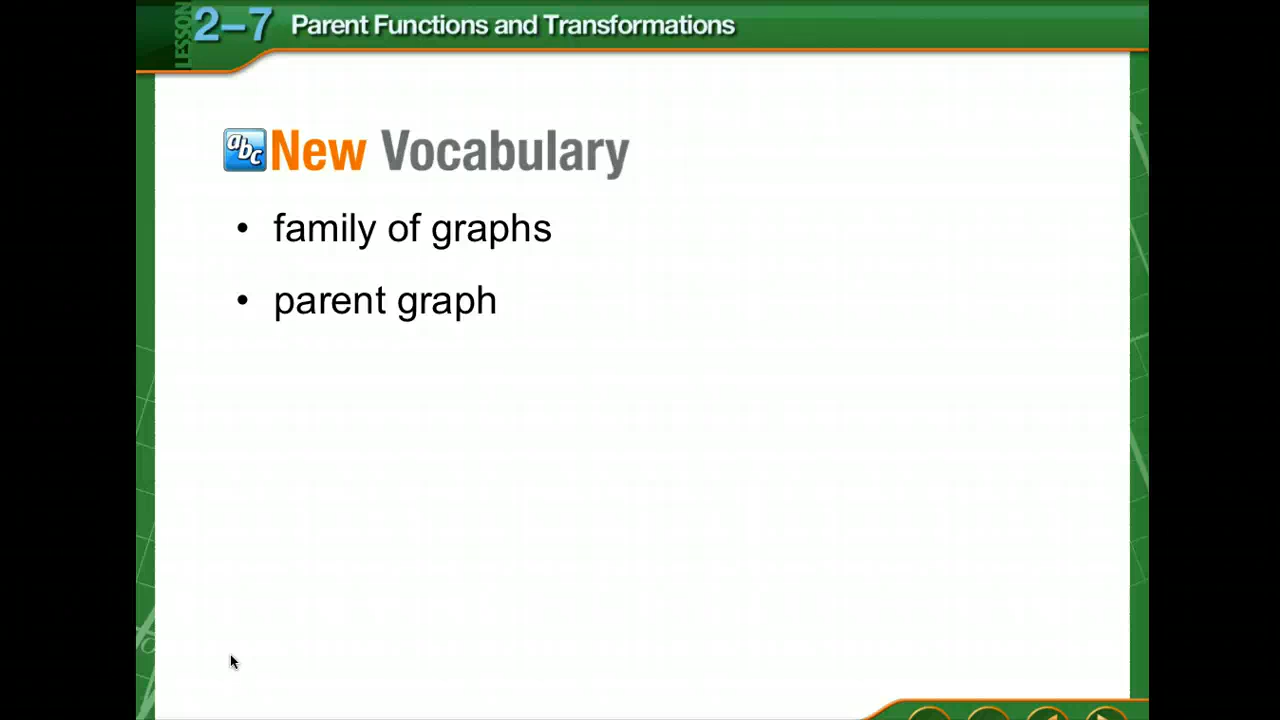 LESSON 2–7 Parent Functions and Transformations
abc New Vocabulary
• family of graphs
• parent graph